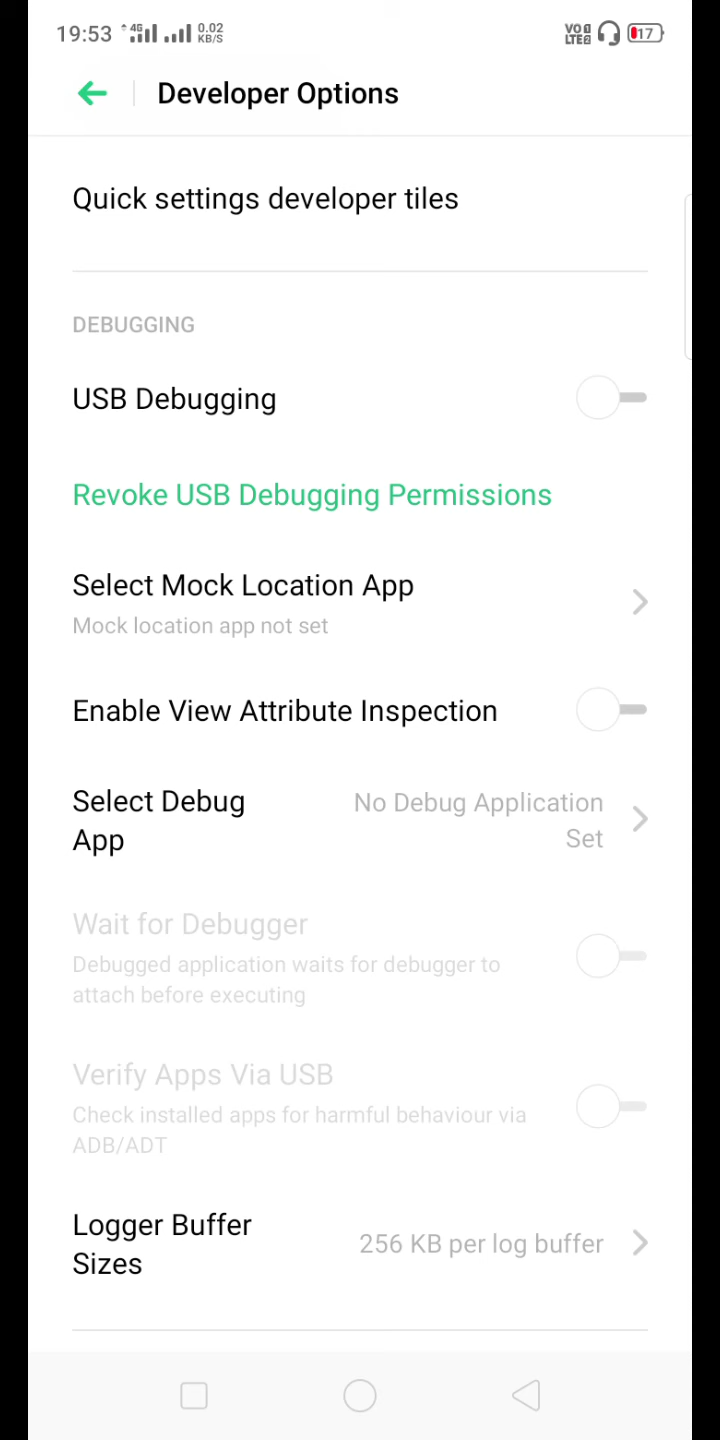 19:53 4G 0.02 KB/S VO LTE 17
Developer Options
Quick settings developer tiles
DEBUGGING
USB Debugging
Revoke USB Debugging Permissions
Select Mock Location App
Mock location app not set
Enable View Attribute Inspection
Select Debug App
No Debug Application Set
Wait for Debugger
Debugged application waits for debugger to
attach before executing
Verify Apps Via USB
Check installed apps for harmful behaviour via
ADB/ADT
Logger Buffer Sizes
256 KB per log buffer